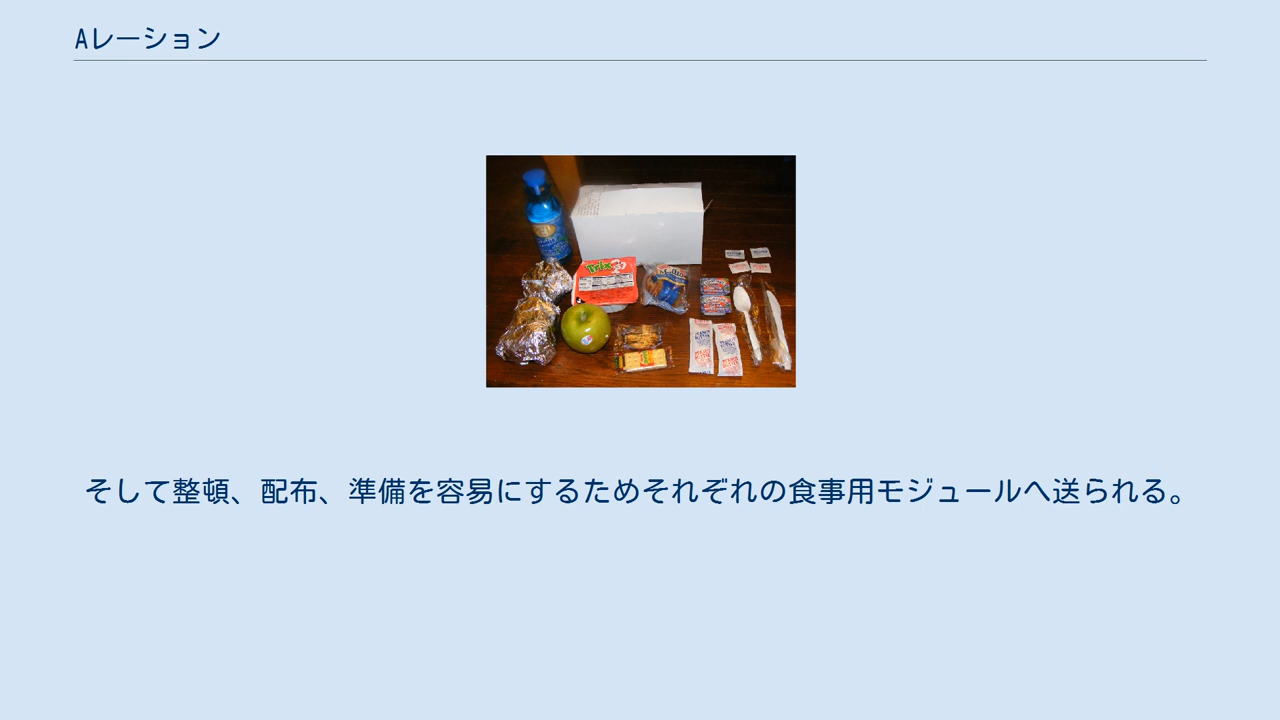 Aレーション
Trix
そして整頓、配布、準備を容易にするためそれぞれの食事用モジュールへ送られる。